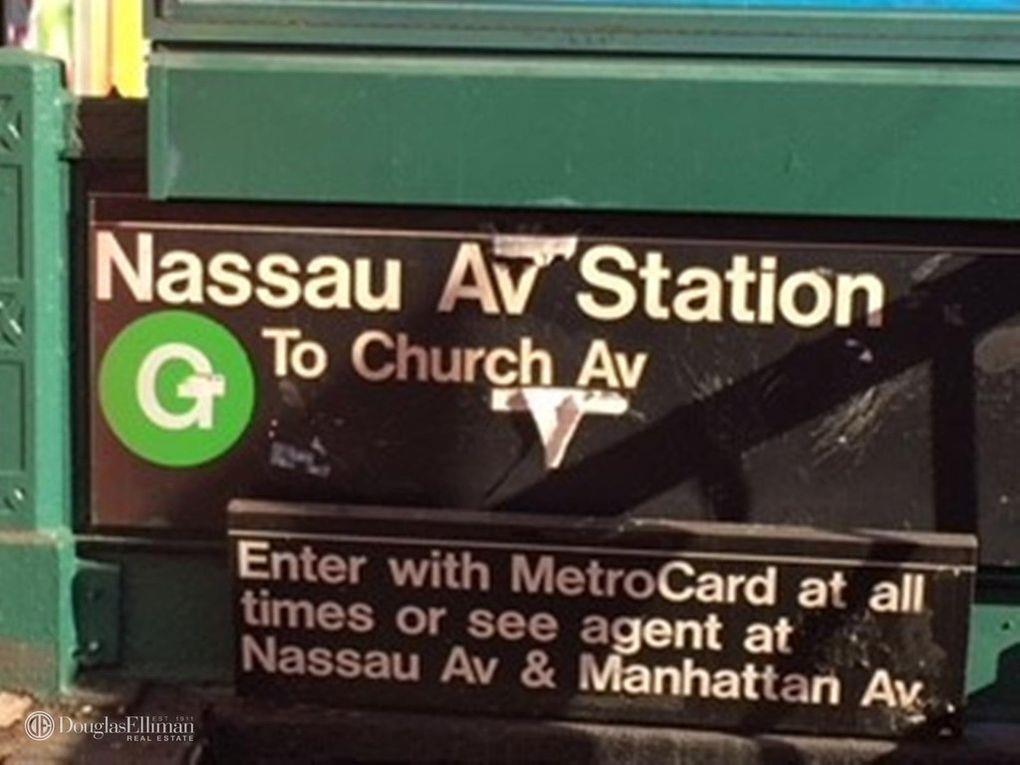 Nassau Av Station
G To Church Av
Enter with MetroCard at all
times or see agent at
Nassau Av & Manhattan Av
DouglasElliman
EST. 1911
REAL ESTATE